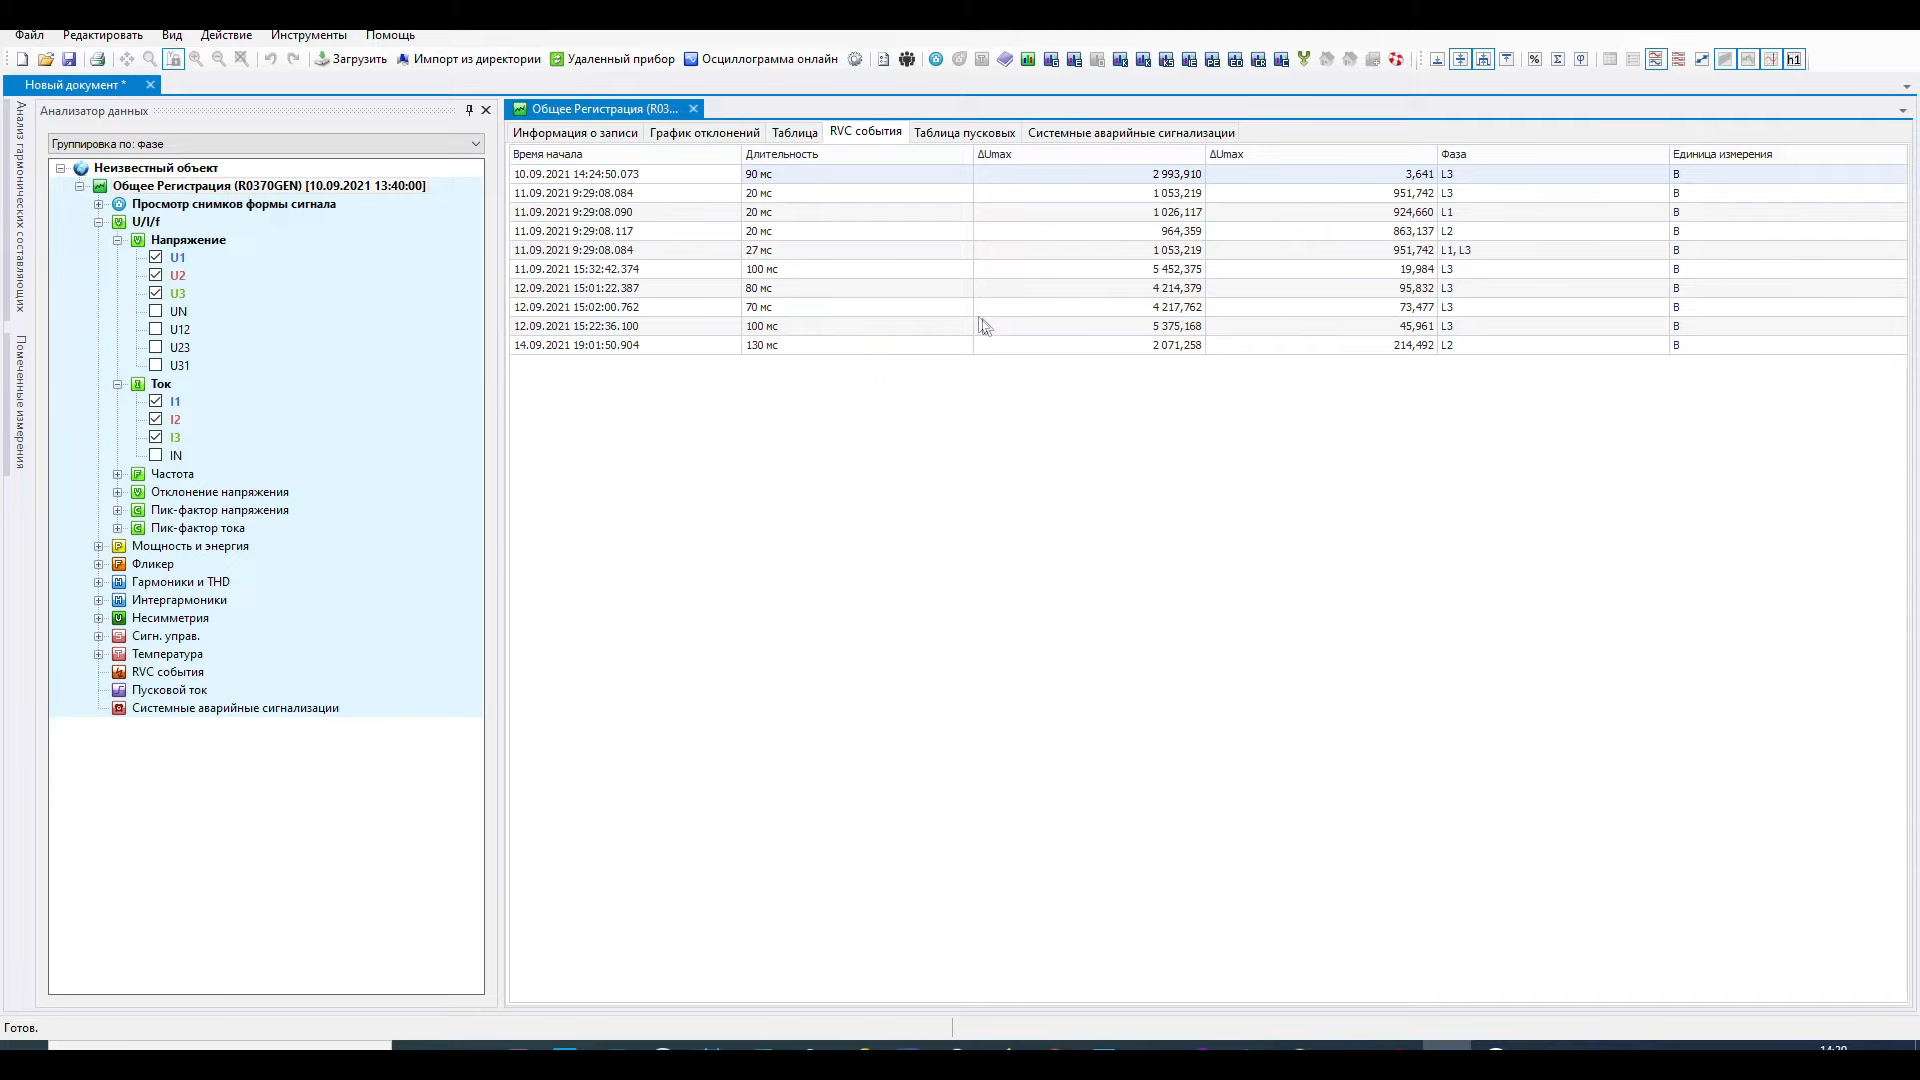 Файл Редактировать Вид Действие Инструменты Помощь
Загрузить Импорт из директории Удаленный прибор Осциллограмма онлайн
Новый документ *
Анализ гармонических составляющих
Помеченные измерения
Анализатор данных
Группировка по: фазе
Неизвестный объект
Общее Регистрация (R0370GEN) [10.09.2021 13:40:00]
Просмотр снимков формы сигнала
U/I/f
Напряжение
U1
U2
U3
UN
U12
U23
U31
Ток
I1
I2
I3
IN
Частота
Отклонение напряжения
Пик-фактор напряжения
Пик-фактор тока
Мощность и энергия
Фликер
Гармоники и THD
Интергармоники
Несимметрия
Сигн. управ.
Температура
RVC события
Пусковой ток
Системные аварийные сигнализации
Общее Регистрация (R03...
Информация о записи График отклонений Таблица RVC события Таблица пусковых Системные аварийные сигнализации
Время начала Длительность ΔUmax ΔUmax Фаза Единица измерения
10.09.2021 14:24:50.073 90 мс 2 993,910 3,641 L3 В
11.09.2021 9:29:08.084 20 мс 1 053,219 951,742 L3 В
11.09.2021 9:29:08.090 20 мс 1 026,117 924,660 L1 В
11.09.2021 9:29:08.117 20 мс 964,359 863,137 L2 В
11.09.2021 9:29:08.084 27 мс 1 053,219 951,742 L1, L3 В
11.09.2021 15:32:42.374 100 мс 5 452,375 19,984 L3 В
12.09.2021 15:01:22.387 80 мс 4 214,379 95,832 L3 В
12.09.2021 15:02:00.762 70 мс 4 217,762 73,477 L3 В
12.09.2021 15:22:36.100 100 мс 5 375,168 45,961 L3 В
14.09.2021 19:01:50.904 130 мс 2 071,258 214,492 L2 В
Готов.